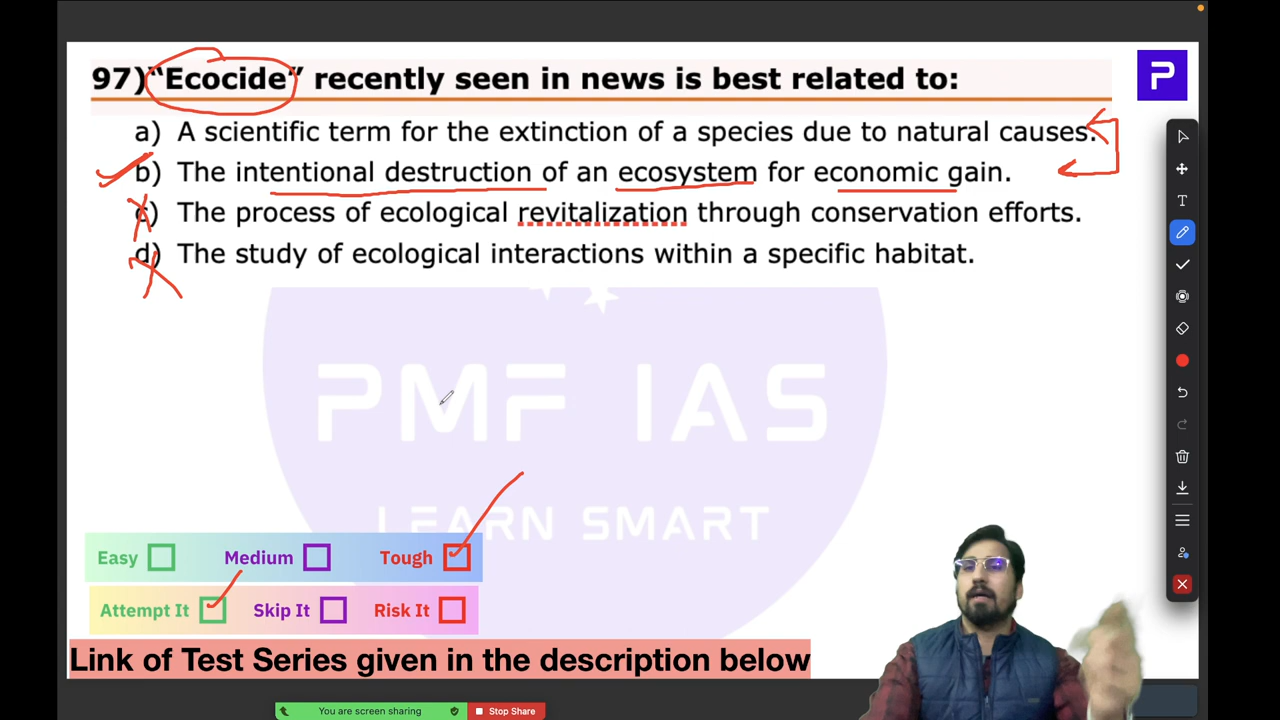 97) “Ecocide” recently seen in news is best related to:
a) A scientific term for the extinction of a species due to natural causes.
b) The intentional destruction of an ecosystem for economic gain.
c) The process of ecological revitalization through conservation efforts.
d) The study of ecological interactions within a specific habitat.
P
T
PMF IAS
LEARN SMART
Easy Medium Tough
Attempt It Skip It Risk It
Link of Test Series given in the description below
You are screen sharing Stop Share